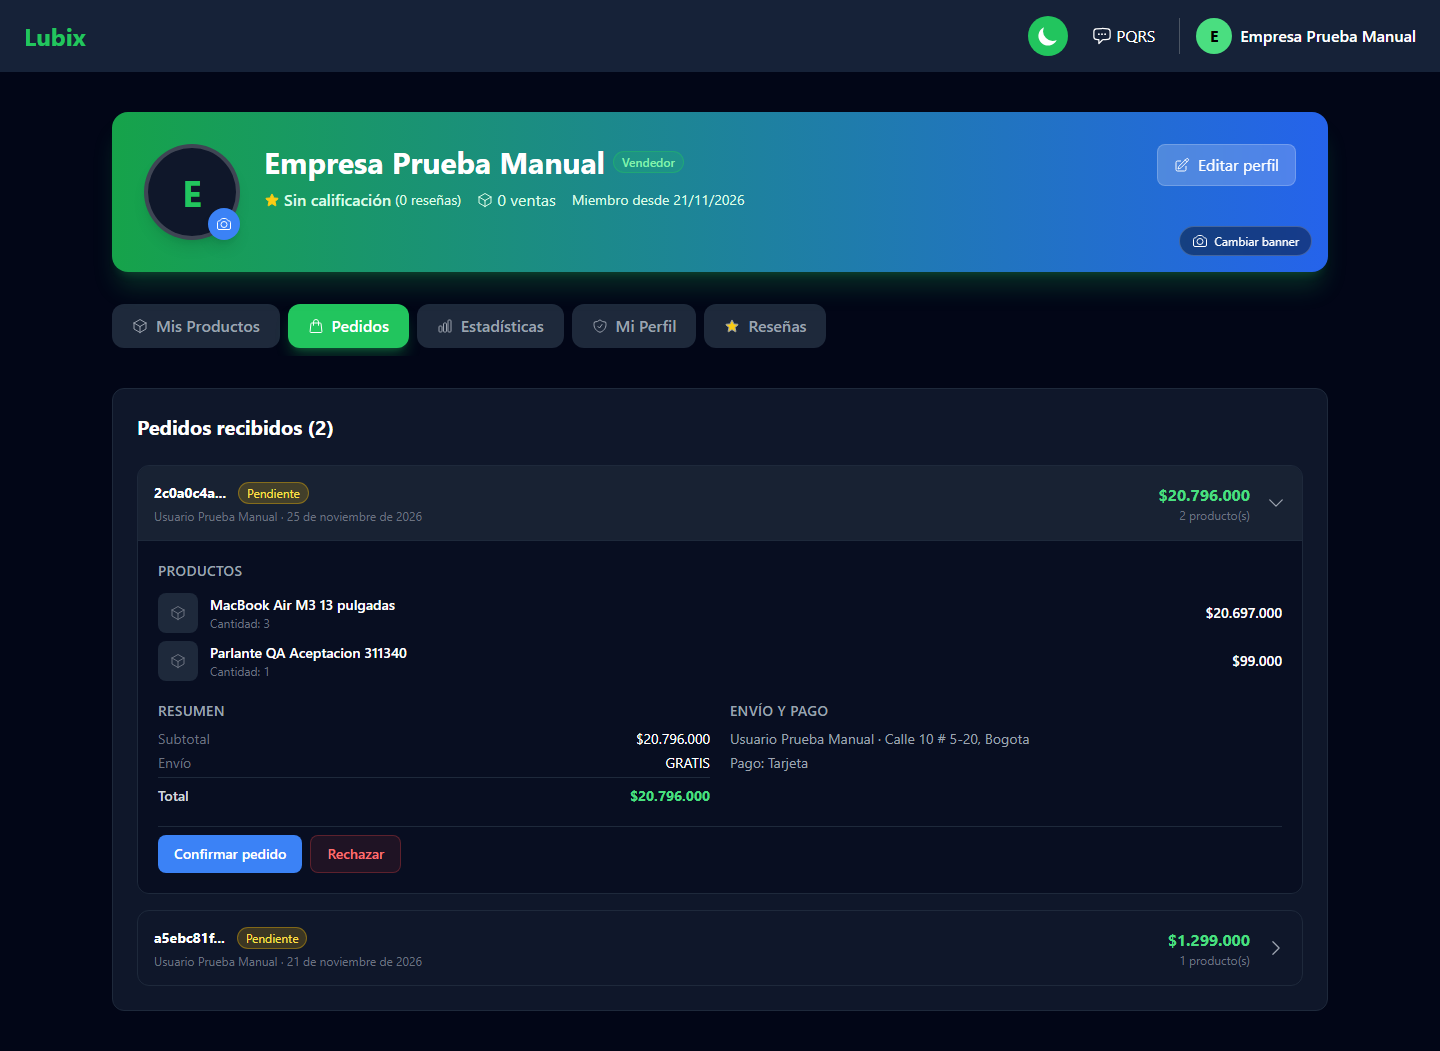 Lubix
PQRS
E
Empresa Prueba Manual
E
Empresa Prueba Manual Vendedor
Sin calificación (0 reseñas) 0 ventas Miembro desde 21/11/2026
Editar perfil
Cambiar banner
Mis Productos
Pedidos
Estadísticas
Mi Perfil
Reseñas
Pedidos recibidos (2)
2c0a0c4a... Pendiente
Usuario Prueba Manual · 25 de noviembre de 2026
$20.796.000
2 producto(s)
PRODUCTOS
MacBook Air M3 13 pulgadas
Cantidad: 3
$20.697.000
Parlante QA Aceptacion 311340
Cantidad: 1
$99.000
RESUMEN
Subtotal $20.796.000
Envío GRATIS
Total $20.796.000
ENVÍO Y PAGO
Usuario Prueba Manual · Calle 10 # 5-20, Bogota
Pago: Tarjeta
Confirmar pedido
Rechazar
a5ebc81f... Pendiente
Usuario Prueba Manual · 21 de noviembre de 2026
$1.299.000
1 producto(s)